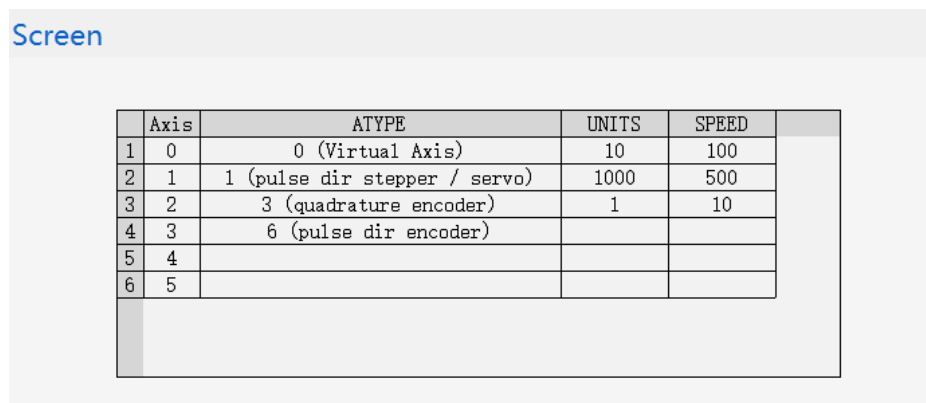 Screen
Axis ATYPE UNITS SPEED
1 0 0 (Virtual Axis) 10 100
2 1 1 (pulse dir stepper / servo) 1000 500
3 2 3 (quadrature encoder) 1 10
4 3 6 (pulse dir encoder)
5 4
6 5